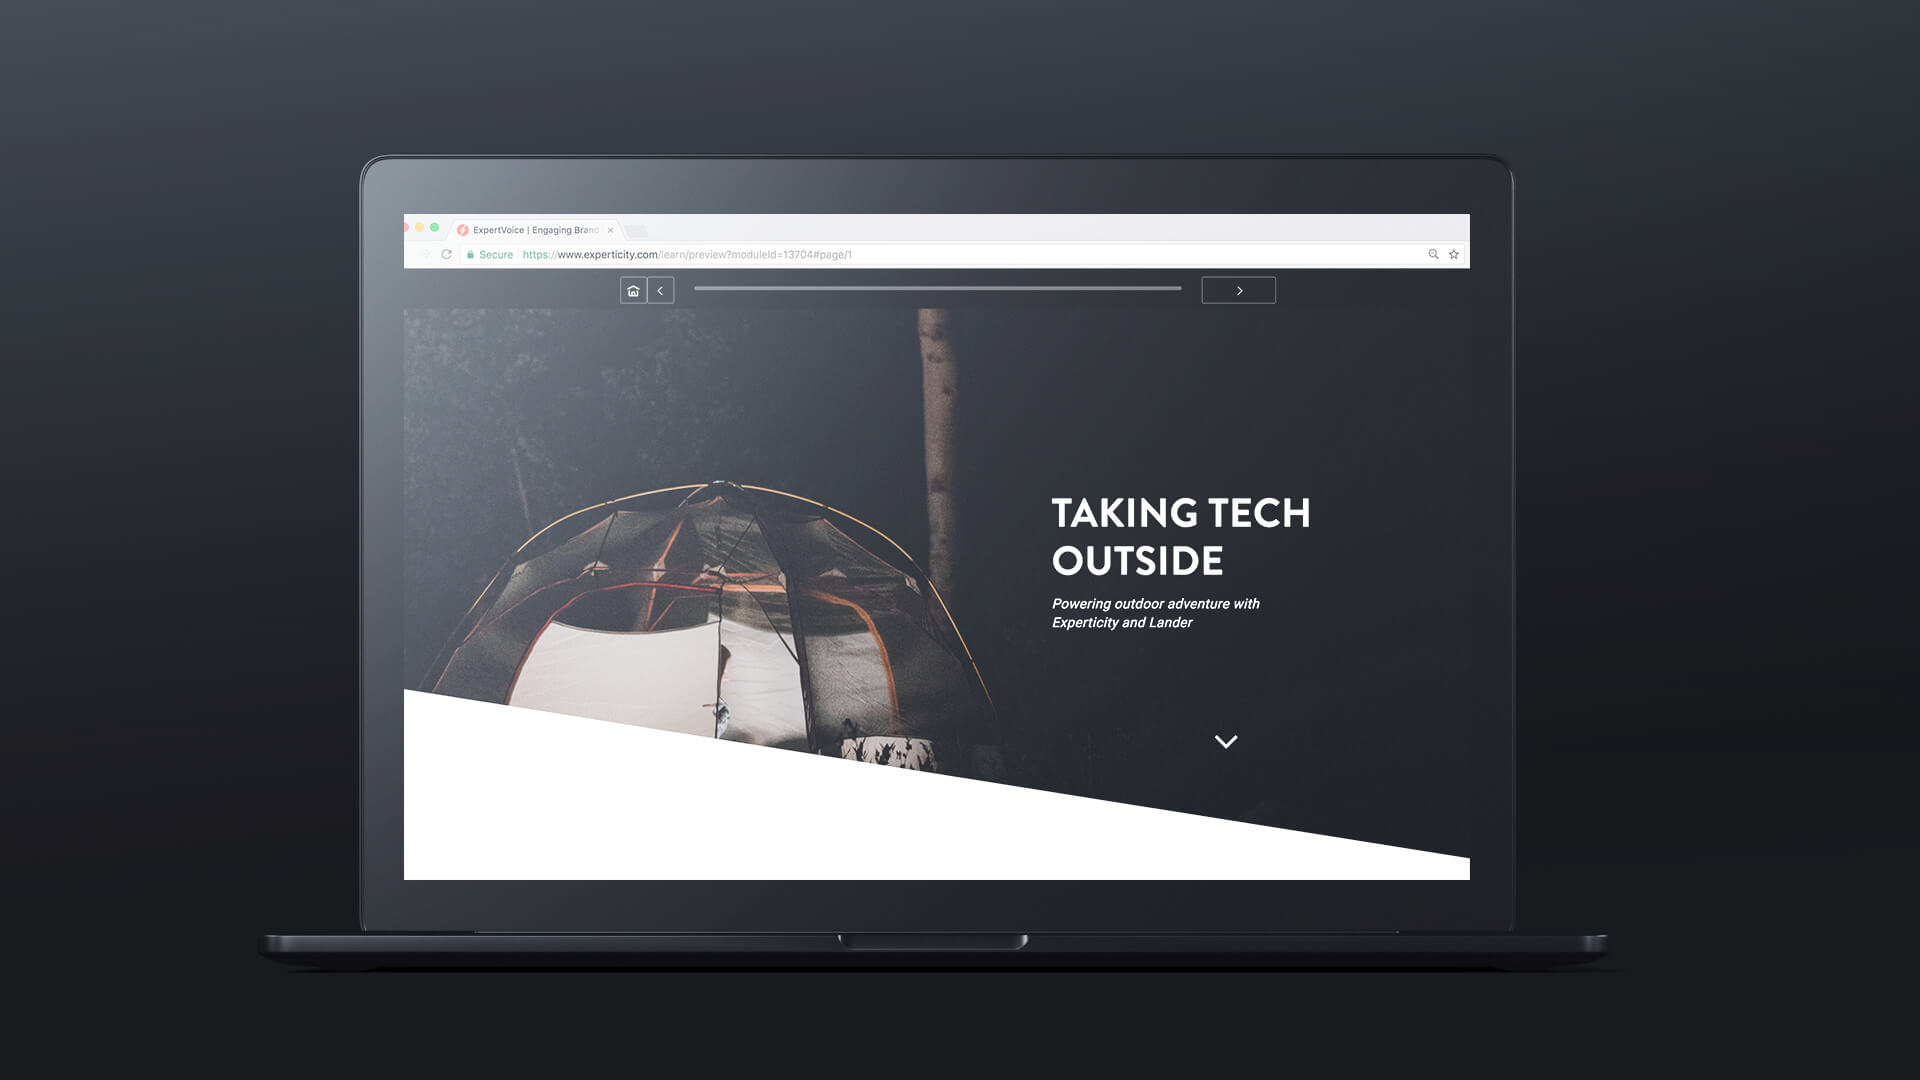 ExpertVoice | Engaging Brand
Secure https://www.experticity.com/learn/preview?moduleId=13704#page/1
TAKING TECH
OUTSIDE
Powering outdoor adventure with
Experticity and Lander